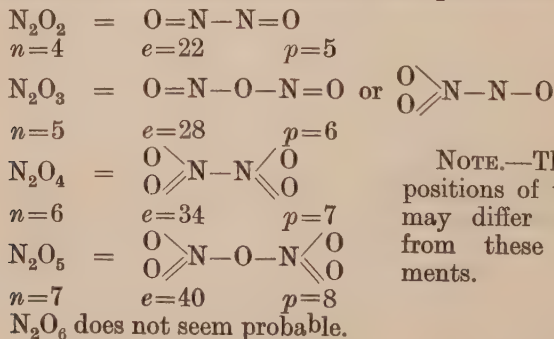 N₂O₂ = O=N—N=O
n=4 e=22 p=5
N₂O₃ = O=N—O—N=O or O O N—N—O
n=5 e=28 p=6
N₂O₄ = O O N—N O O
n=6 e=34 p=7
N₂O₅ = O O N—O—N O O
n=7 e=40 p=8
N₂O₆ does not seem probable.
NOTE.—Th
positions of
may differ
from these
ments.